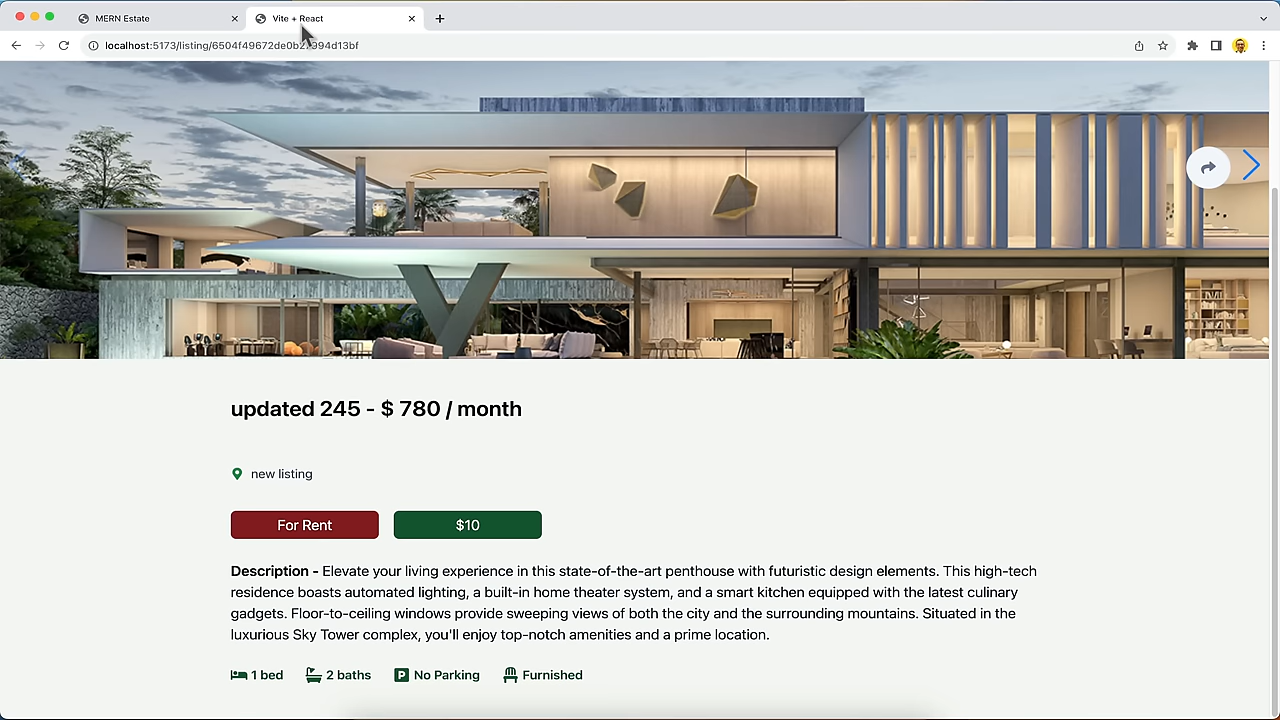 MERN Estate
Vite + React
localhost:5173/listing/6504f49672de0b2 994d13bf
updated 245 - $ 780 / month
new listing
For Rent
$10
Description - Elevate your living experience in this state-of-the-art penthouse with futuristic design elements. This high-tech
residence boasts automated lighting, a built-in home theater system, and a smart kitchen equipped with the latest culinary
gadgets. Floor-to-ceiling windows provide sweeping views of both the city and the surrounding mountains. Situated in the
luxurious Sky Tower complex, you'll enjoy top-notch amenities and a prime location.
1 bed
2 baths
P No Parking
Furnished